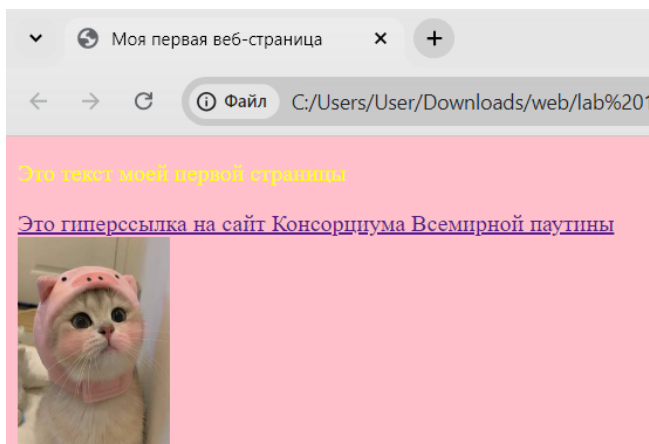 Моя первая веб-страница
Файл C:/Users/User/Downloads/web/lab%201
Это текст моей первой страницы
Это гиперссылка на сайт Консорциума Всемирной паутины